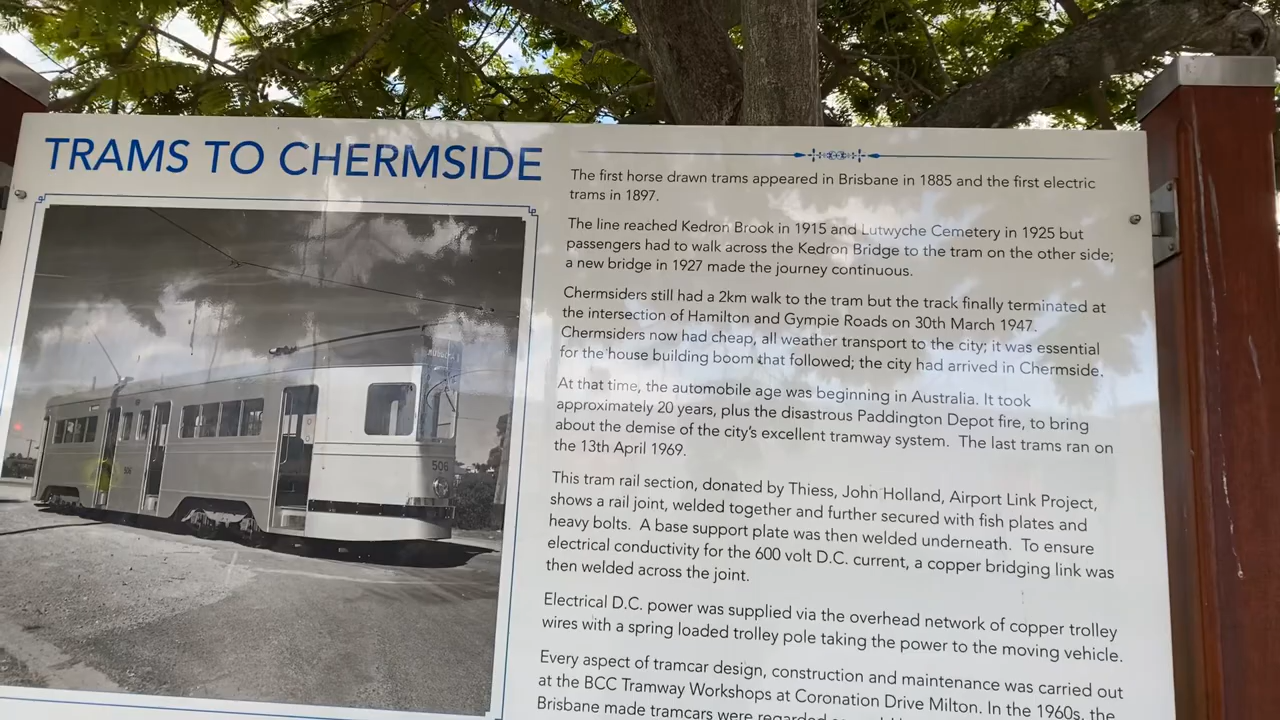 TRAMS TO CHERMSIDE
The first horse drawn trams appeared in Brisbane in 1885 and the first electric
trams in 1897.
The line reached Kedron Brook in 1915 and Lutwyche Cemetery in 1925 but
passengers had to walk across the Kedron Bridge to the tram on the other side;
a new bridge in 1927 made the journey continuous.
Chermsiders still had a 2km walk to the tram but the track finally terminated at
the intersection of Hamilton and Gympie Roads on 30th March 1947.
Chermsiders now had cheap, all weather transport to the city; it was essential
for the house building boom that followed; the city had arrived in Chermside.
At that time, the automobile age was beginning in Australia. It took
approximately 20 years, plus the disastrous Paddington Depot fire, to bring
about the demise of the city's excellent tramway system. The last trams ran on
the 13th April 1969.
This tram rail section, donated by Thiess, John Holland, Airport Link Project,
shows a rail joint, welded together and further secured with fish plates and
heavy bolts. A base support plate was then welded underneath. To ensure
electrical conductivity for the 600 volt D.C. current, a copper bridging link was
then welded across the joint.
Electrical D.C. power was supplied via the overhead network of copper trolley
wires with a spring loaded trolley pole taking the power to the moving vehicle.
Every aspect of tramcar design, construction and maintenance was carried out
at the BCC Tramway Workshops at Coronation Drive Milton. In the 1960s, the
Brisbane made tramcars were regarded
506